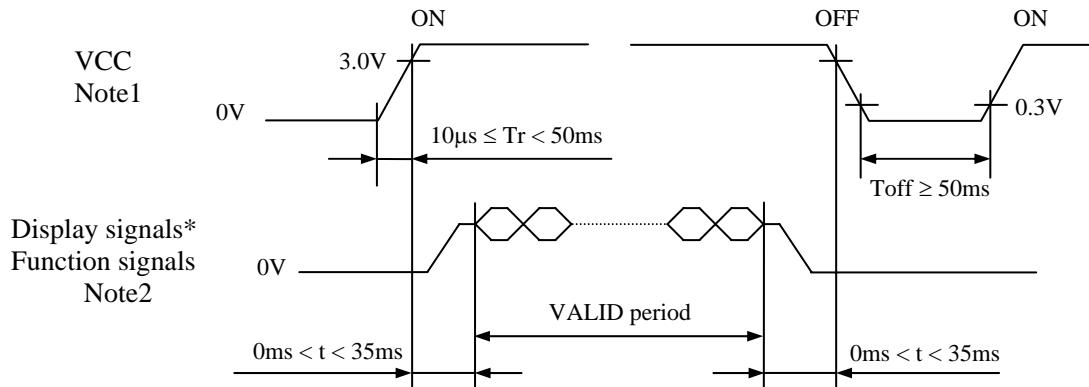 ON
OFF
ON
VCC
Note1
3.0V
0V
0.3V
10μs ≤ Tr < 50ms
Toff ≥ 50ms
Display signals*
Function signals
Note2
0V
VALID period
0ms < t < 35ms
0ms < t < 35ms